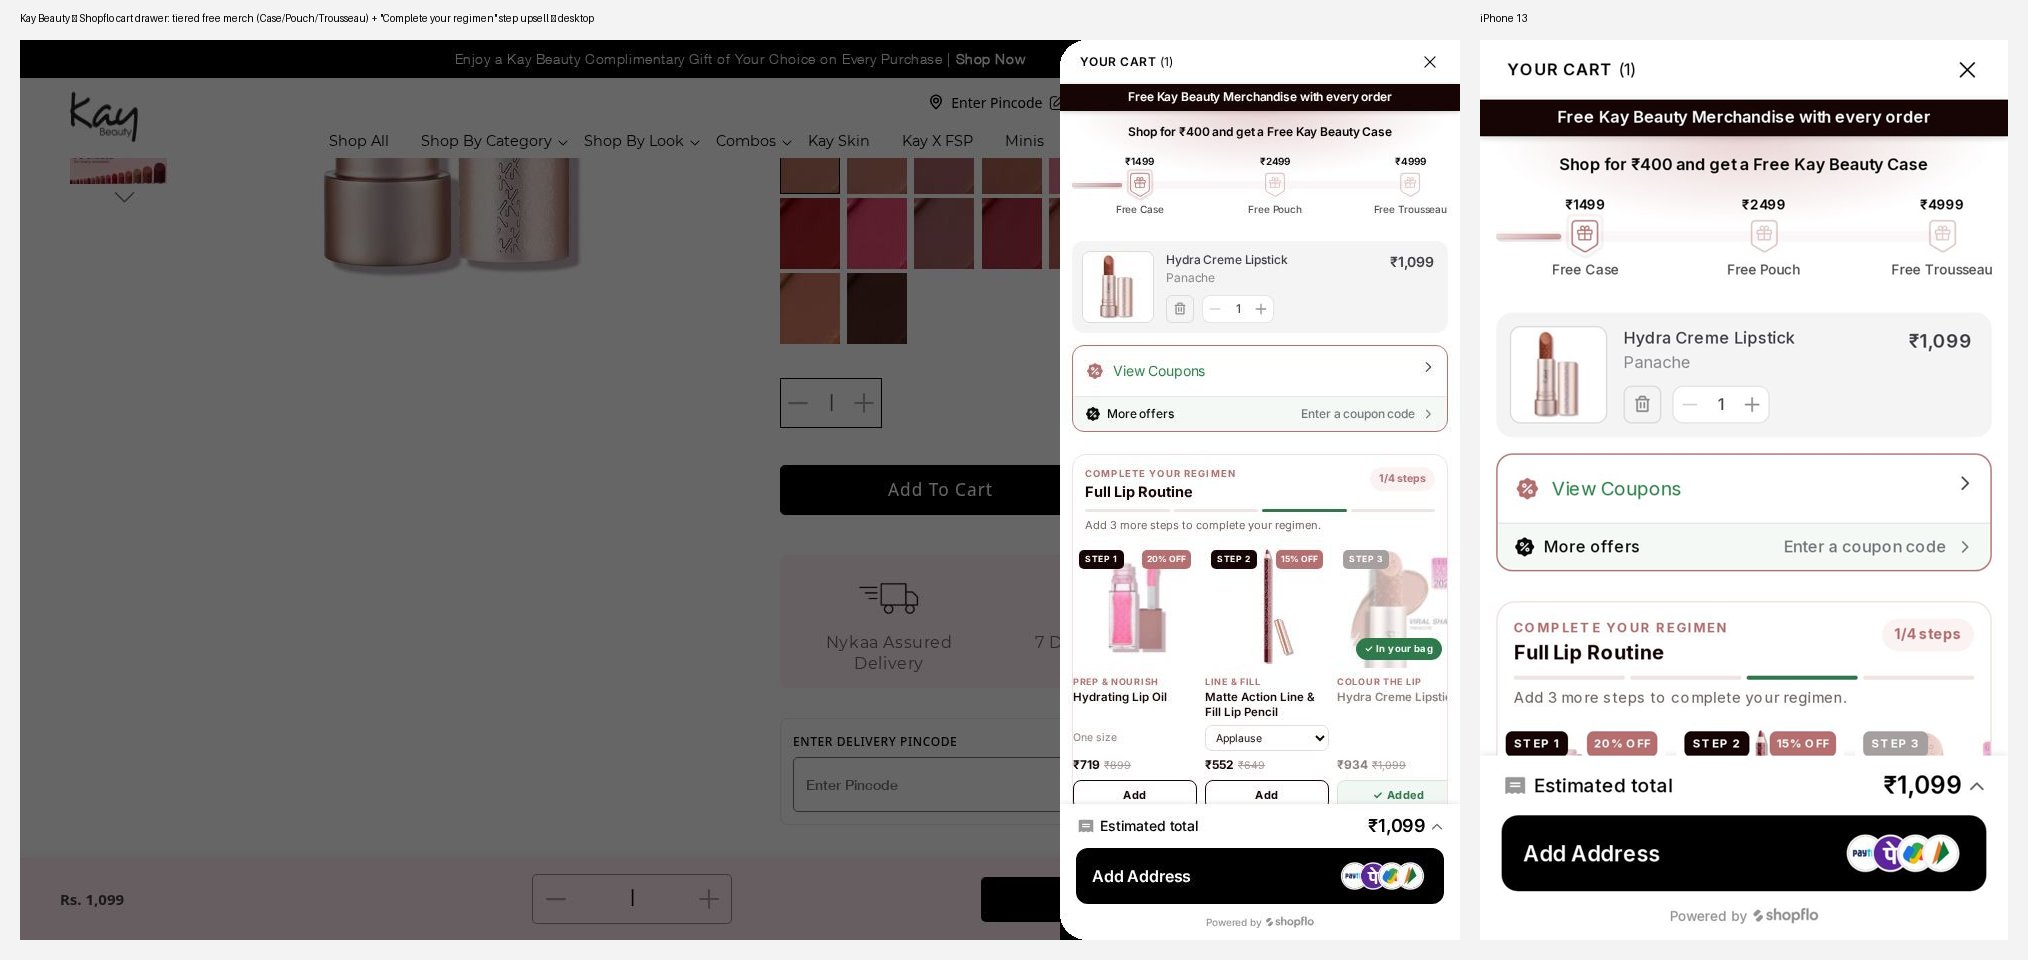 Kay Beauty Shopflo cart drawer: tiered free merch (Case/Pouch/Trousseau) + "Complete your regimen" step upsell desktop
iPhone 13
Enjoy a Kay Beauty Complimentary Gift of Your Choice on Every Purchase | Shop Now
Kay
Beauty
Enter Pincode
Shop All
Shop By Category
Shop By Look
Combos
Kay Skin
Kay X FSP
Minis
1
Add To Cart
Nykaa Assured
Delivery
7 D
ENTER DELIVERY PINCODE
Enter Pincode
Rs. 1,099
1
YOUR CART (1)
Free Kay Beauty Merchandise with every order
Shop for ₹400 and get a Free Kay Beauty Case
₹1499
₹2499
₹4999
Free Case
Free Pouch
Free Trousseau
Hydra Creme Lipstick
₹1,099
Panache
1
View Coupons
More offers
Enter a coupon code
COMPLETE YOUR REGIMEN
1/4 steps
Full Lip Routine
Add 3 more steps to complete your regimen.
STEP 1
20% OFF
STEP 2
15% OFF
STEP 3
✓ In your bag
PREP & NOURISH
LINE & FILL
COLOUR THE LIP
Hydrating Lip Oil
Matte Action Line &
Fill Lip Pencil
Hydra Creme Lipstic
One size
Applause
₹719 ₹899
₹552 ₹649
₹934 ₹1,099
Add
Add
✓ Added
Estimated total
₹1,099
Add Address
Powered by shopflo
YOUR CART (1)
Free Kay Beauty Merchandise with every order
Shop for ₹400 and get a Free Kay Beauty Case
₹1499
₹2499
₹4999
Free Case
Free Pouch
Free Trousseau
Hydra Creme Lipstick
₹1,099
Panache
1
View Coupons
More offers
Enter a coupon code
COMPLETE YOUR REGIMEN
1/4 steps
Full Lip Routine
Add 3 more steps to complete your regimen.
STEP 1
20% OFF
STEP 2
15% OFF
STEP 3
Estimated total
₹1,099
Add Address
Powered by shopflo